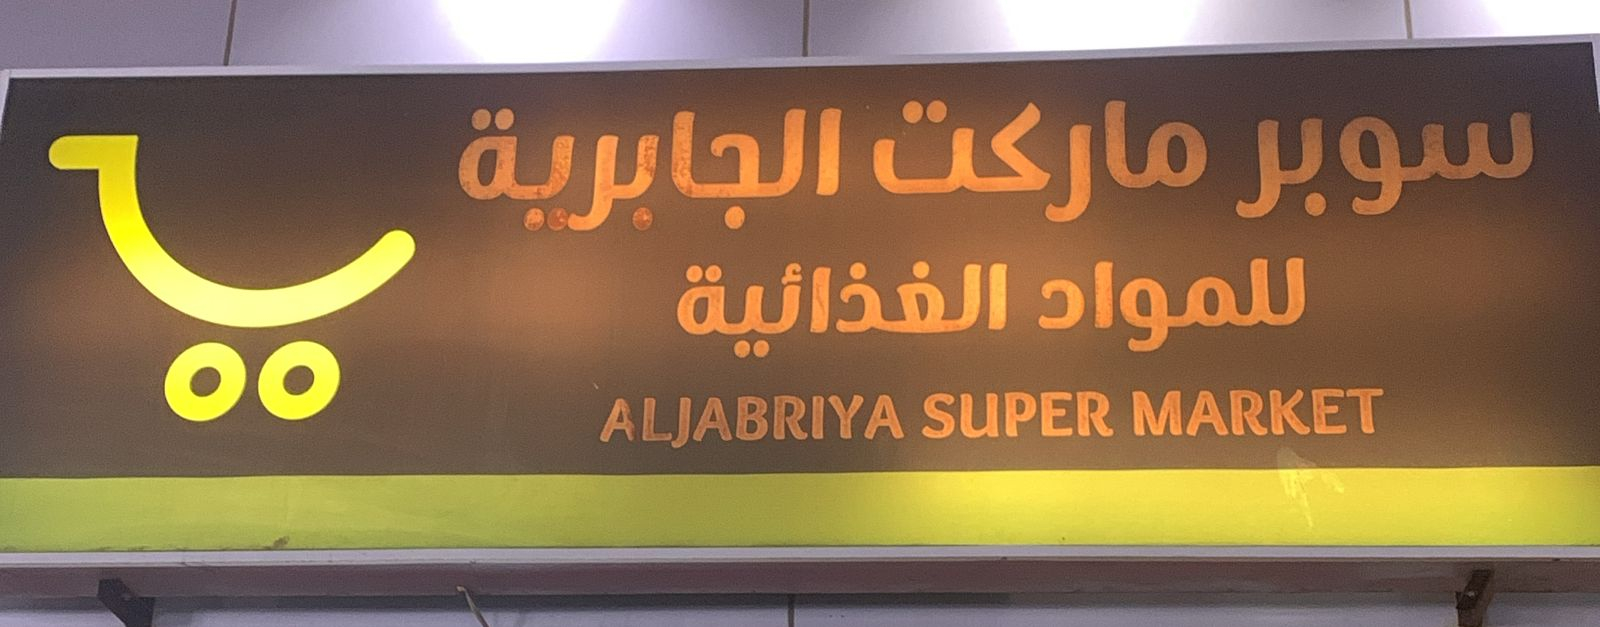 سوبر ماركت الجابرية
للمواد الغذائية
ALJABRIYA SUPER MARKET